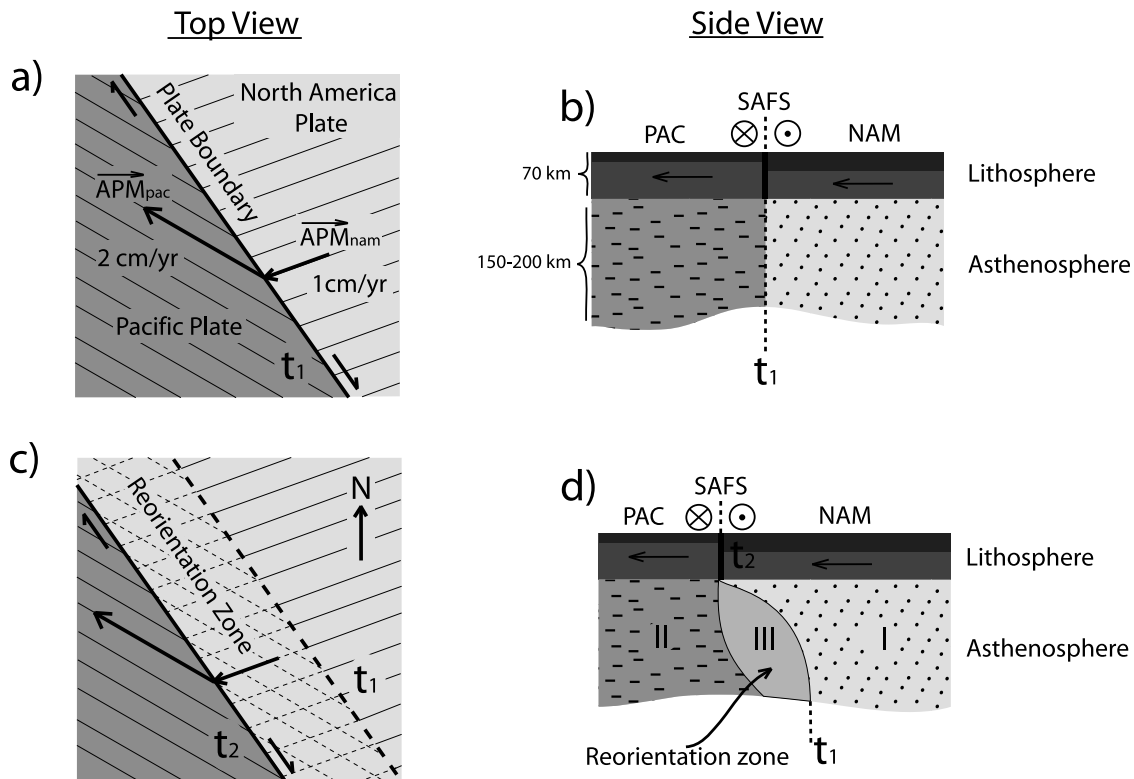 Top View
Side View
a)
North America
Plate
Plate Boundary
APMpac
APMnam
2 cm/yr
1cm/yr
Pacific Plate
t1
b)
SAFS
PAC
NAM
70 km
Lithosphere
150-200 km
Asthenosphere
t1
c)
Reorientation Zone
N
t1
t2
d)
SAFS
PAC
NAM
t2
Lithosphere
II
III
I
Asthenosphere
Reorientation zone
t1